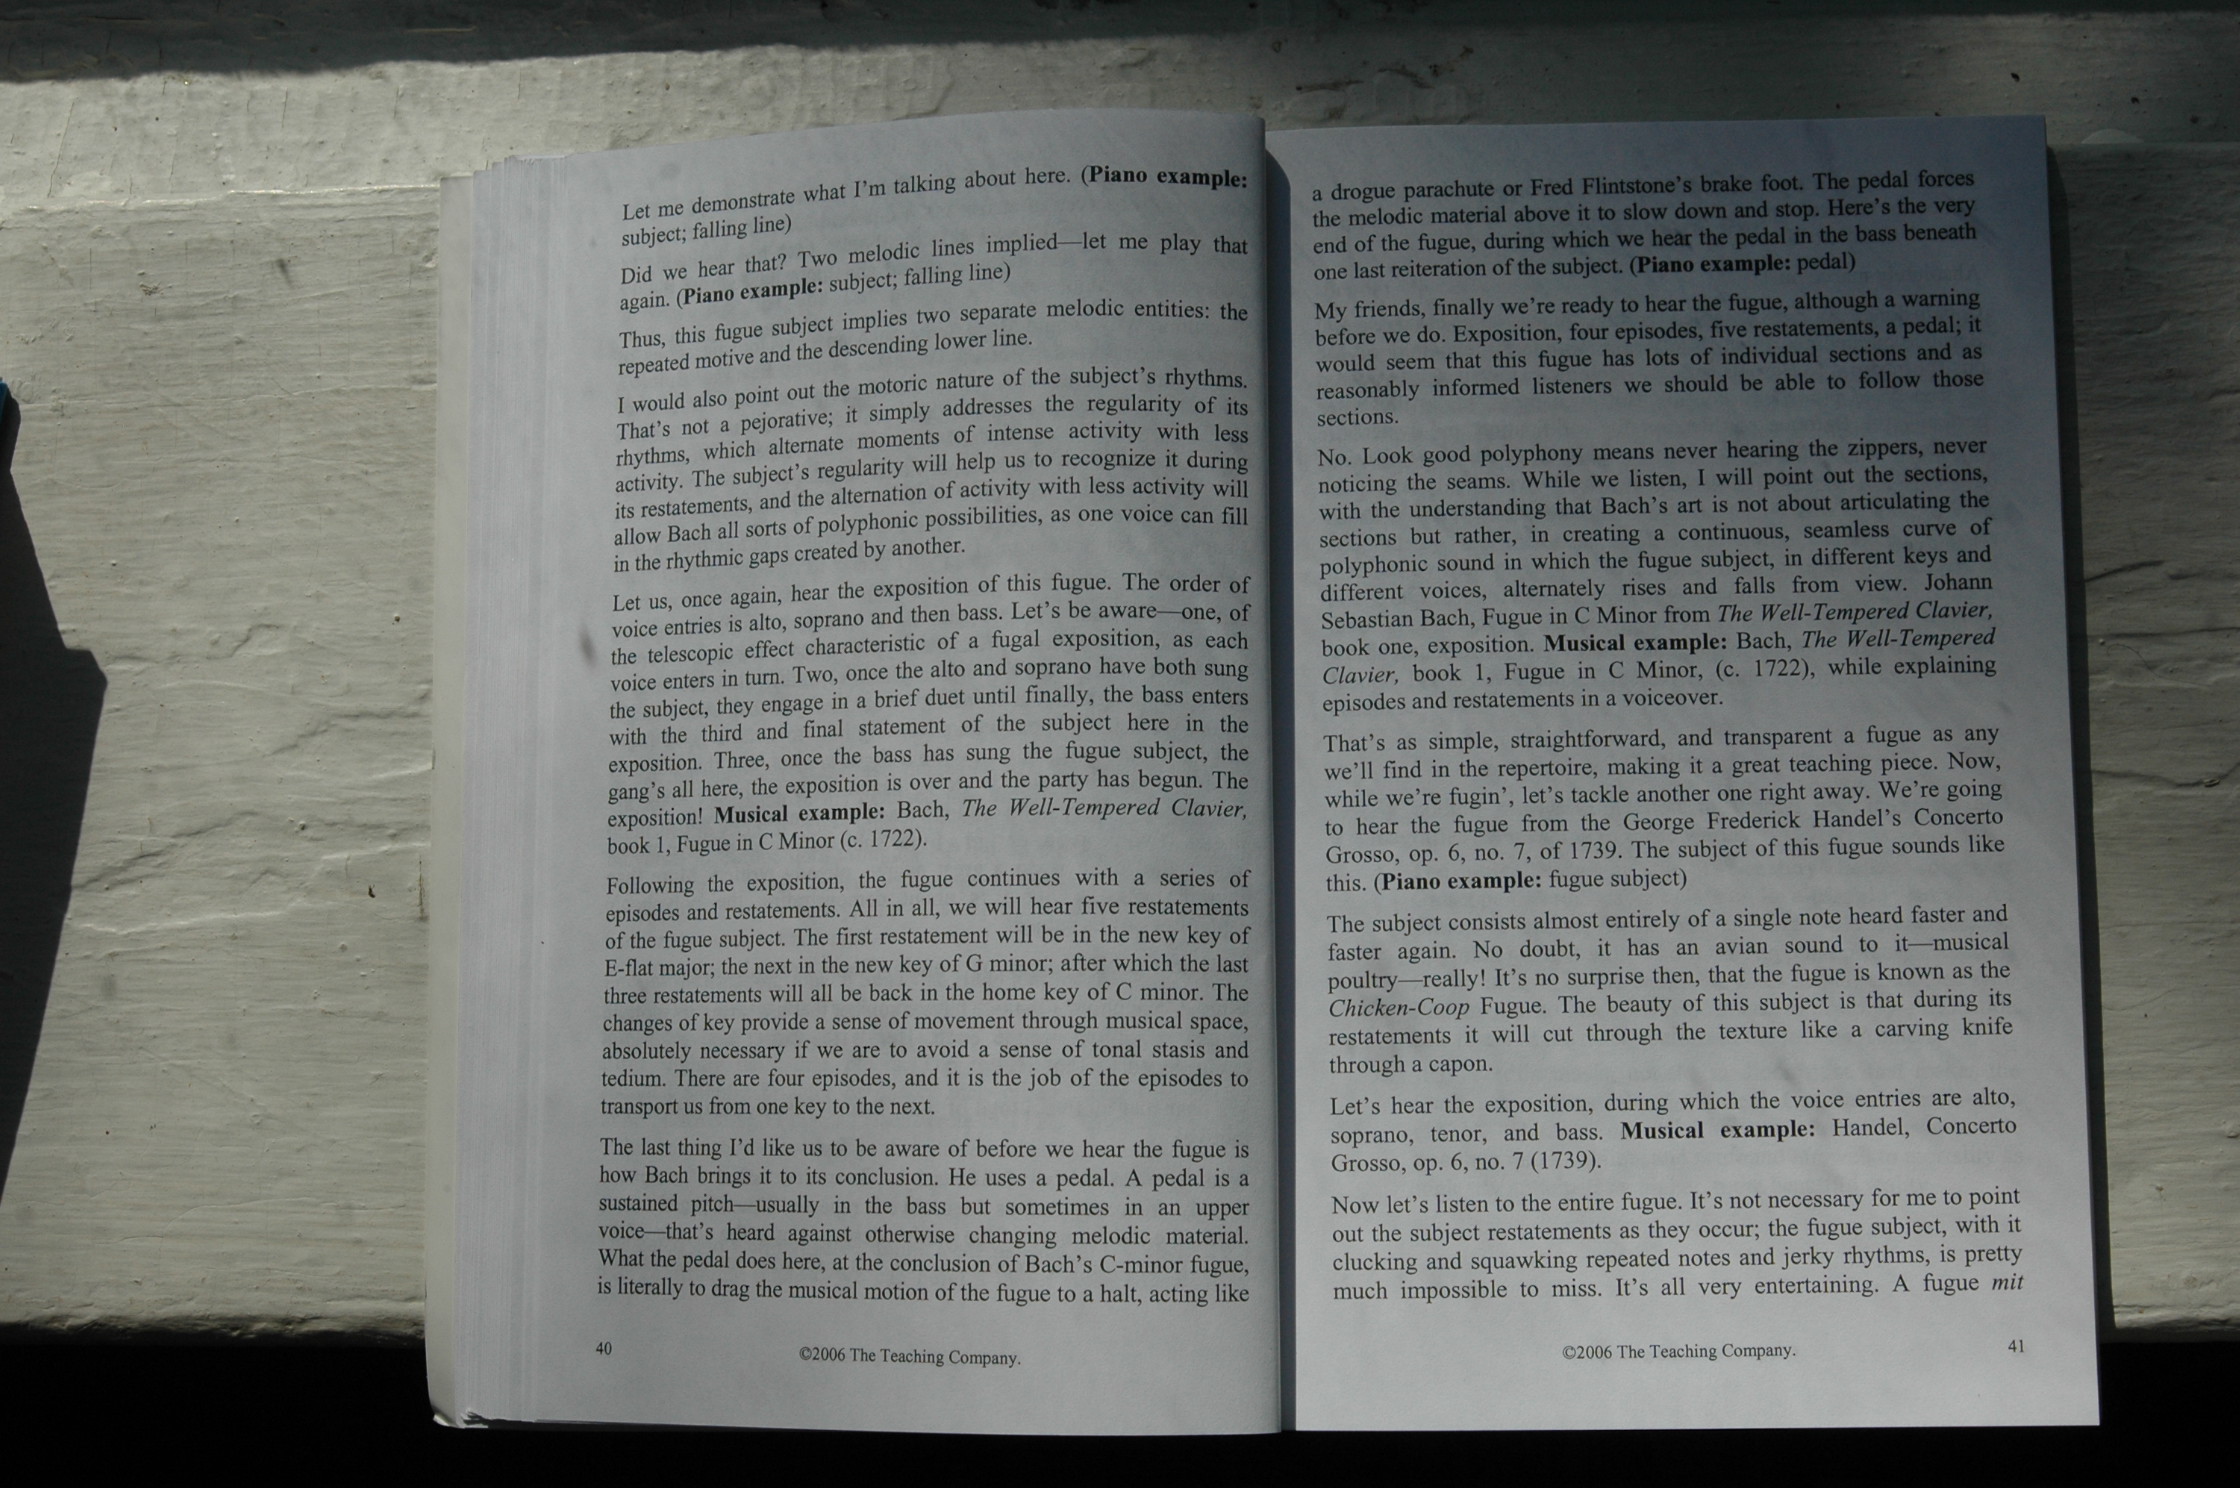 Let me demonstrate what I'm talking about here. (Piano example:
subject; falling line)
Did we hear that? Two melodic lines implied—let me play that
again. (Piano example: subject; falling line)
Thus, this fugue subject implies two separate melodic entities: the
repeated motive and the descending lower line.
I would also point out the motoric nature of the subject's rhythms.
That's not a pejorative; it simply addresses the regularity of its
rhythms, which alternate moments of intense activity with less
activity. The subject's regularity will help us to recognize it during
its restatements, and the alternation of activity with less activity will
allow Bach all sorts of polyphonic possibilities, as one voice can fill
in the rhythmic gaps created by another.
Let us, once again, hear the exposition of this fugue. The order of
voice entries is alto, soprano and then bass. Let's be aware—one, of
the telescopic effect characteristic of a fugal exposition, as each
voice enters in turn. Two, once the alto and soprano have both sung
the subject, they engage in a brief duet until finally, the bass enters
with the third and final statement of the subject here in the
exposition. Three, once the bass has sung the fugue subject, the
gang's all here, the exposition is over and the party has begun. The
exposition! Musical example: Bach, The Well-Tempered Clavier,
book 1, Fugue in C Minor (c. 1722).
Following the exposition, the fugue continues with a series of
episodes and restatements. All in all, we will hear five restatements
of the fugue subject. The first restatement will be in the new key of
E-flat major; the next in the new key of G minor; after which the last
three restatements will all be back in the home key of C minor. The
changes of key provide a sense of movement through musical space,
absolutely necessary if we are to avoid a sense of tonal stasis and
tedium. There are four episodes, and it is the job of the episodes to
transport us from one key to the next.
The last thing I'd like us to be aware of before we hear the fugue is
how Bach brings it to its conclusion. He uses a pedal. A pedal is a
sustained pitch—usually in the bass but sometimes in an upper
voice—that's heard against otherwise changing melodic material.
What the pedal does here, at the conclusion of Bach's C-minor fugue,
is literally to drag the musical motion of the fugue to a halt, acting like
40
©2006 The Teaching Company.
a drogue parachute or Fred Flintstone's brake foot. The pedal forces
the melodic material above it to slow down and stop. Here's the very
end of the fugue, during which we hear the pedal in the bass beneath
one last reiteration of the subject. (Piano example: pedal)
My friends, finally we're ready to hear the fugue, although a warning
before we do. Exposition, four episodes, five restatements, a pedal; it
would seem that this fugue has lots of individual sections and as
reasonably informed listeners we should be able to follow those
sections.
No. Look good polyphony means never hearing the zippers, never
noticing the seams. While we listen, I will point out the sections,
with the understanding that Bach's art is not about articulating the
sections but rather, in creating a continuous, seamless curve of
polyphonic sound in which the fugue subject, in different keys and
different voices, alternately rises and falls from view. Johann
Sebastian Bach, Fugue in C Minor from The Well-Tempered Clavier,
book one, exposition. Musical example: Bach, The Well-Tempered
Clavier, book 1, Fugue in C Minor, (c. 1722), while explaining
episodes and restatements in a voiceover.
That's as simple, straightforward, and transparent a fugue as any
we'll find in the repertoire, making it a great teaching piece. Now,
while we're fugin', let's tackle another one right away. We're going
to hear the fugue from the George Frederick Handel's Concerto
Grosso, op. 6, no. 7, of 1739. The subject of this fugue sounds like
this. (Piano example: fugue subject)
The subject consists almost entirely of a single note heard faster and
faster again. No doubt, it has an avian sound to it—musical
poultry—really! It's no surprise then, that the fugue is known as the
Chicken-Coop Fugue. The beauty of this subject is that during its
restatements it will cut through the texture like a carving knife
through a capon.
Let's hear the exposition, during which the voice entries are alto,
soprano, tenor, and bass. Musical example: Handel, Concerto
Grosso, op. 6, no. 7 (1739).
Now let's listen to the entire fugue. It's not necessary for me to point
out the subject restatements as they occur; the fugue subject, with it
clucking and squawking repeated notes and jerky rhythms, is pretty
much impossible to miss. It's all very entertaining. A fugue mit
©2006 The Teaching Company.
41